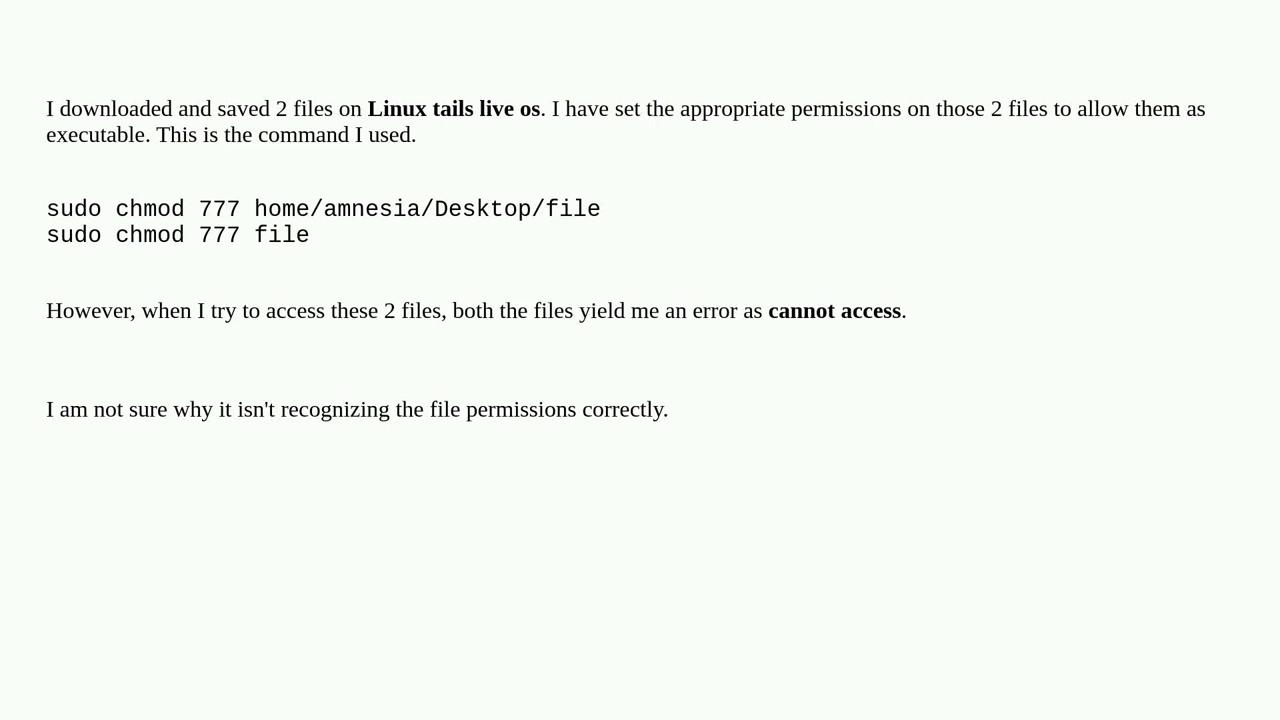 I downloaded and saved 2 files on Linux tails live os. I have set the appropriate permissions on those 2 files to allow them as
executable. This is the command I used.
sudo chmod 777 home/amnesia/Desktop/file
sudo chmod 777 file
However, when I try to access these 2 files, both the files yield me an error as cannot access.
I am not sure why it isn't recognizing the file permissions correctly.